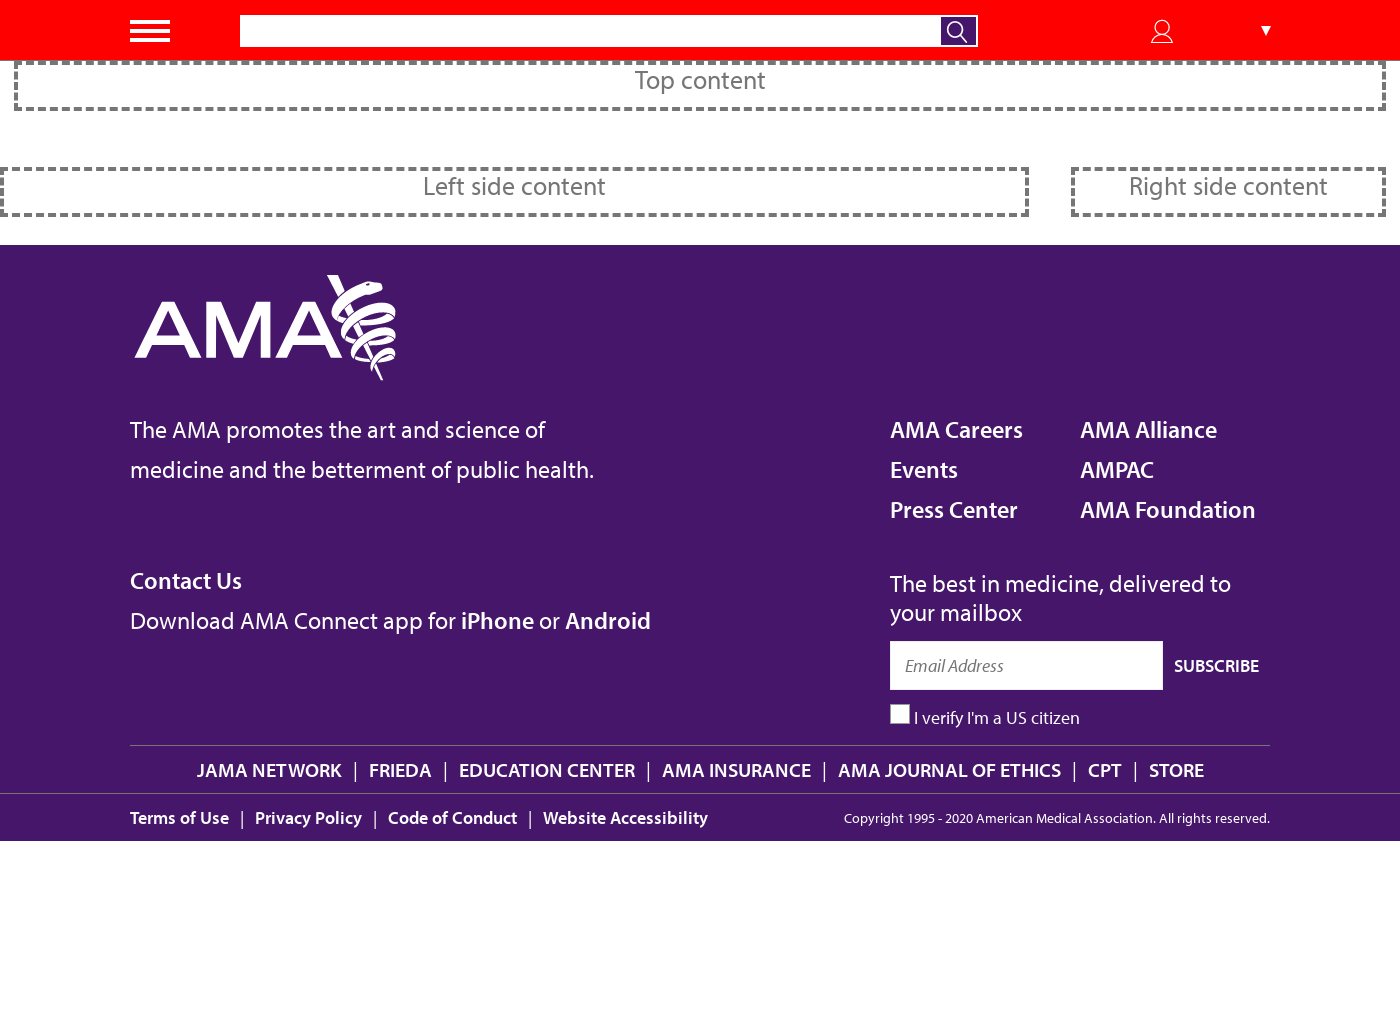 Top content
Left side content
Right side content
AMA
The AMA promotes the art and science of
medicine and the betterment of public health.
AMA Careers
Events
Press Center
AMA Alliance
AMPAC
AMA Foundation
Contact Us
Download AMA Connect app for iPhone or Android
The best in medicine, delivered to
your mailbox
Email Address
SUBSCRIBE
I verify I'm a US citizen
JAMA NETWORK | FRIEDA | EDUCATION CENTER | AMA INSURANCE | AMA JOURNAL OF ETHICS | CPT | STORE
Terms of Use | Privacy Policy | Code of Conduct | Website Accessibility
Copyright 1995 - 2020 American Medical Association. All rights reserved.